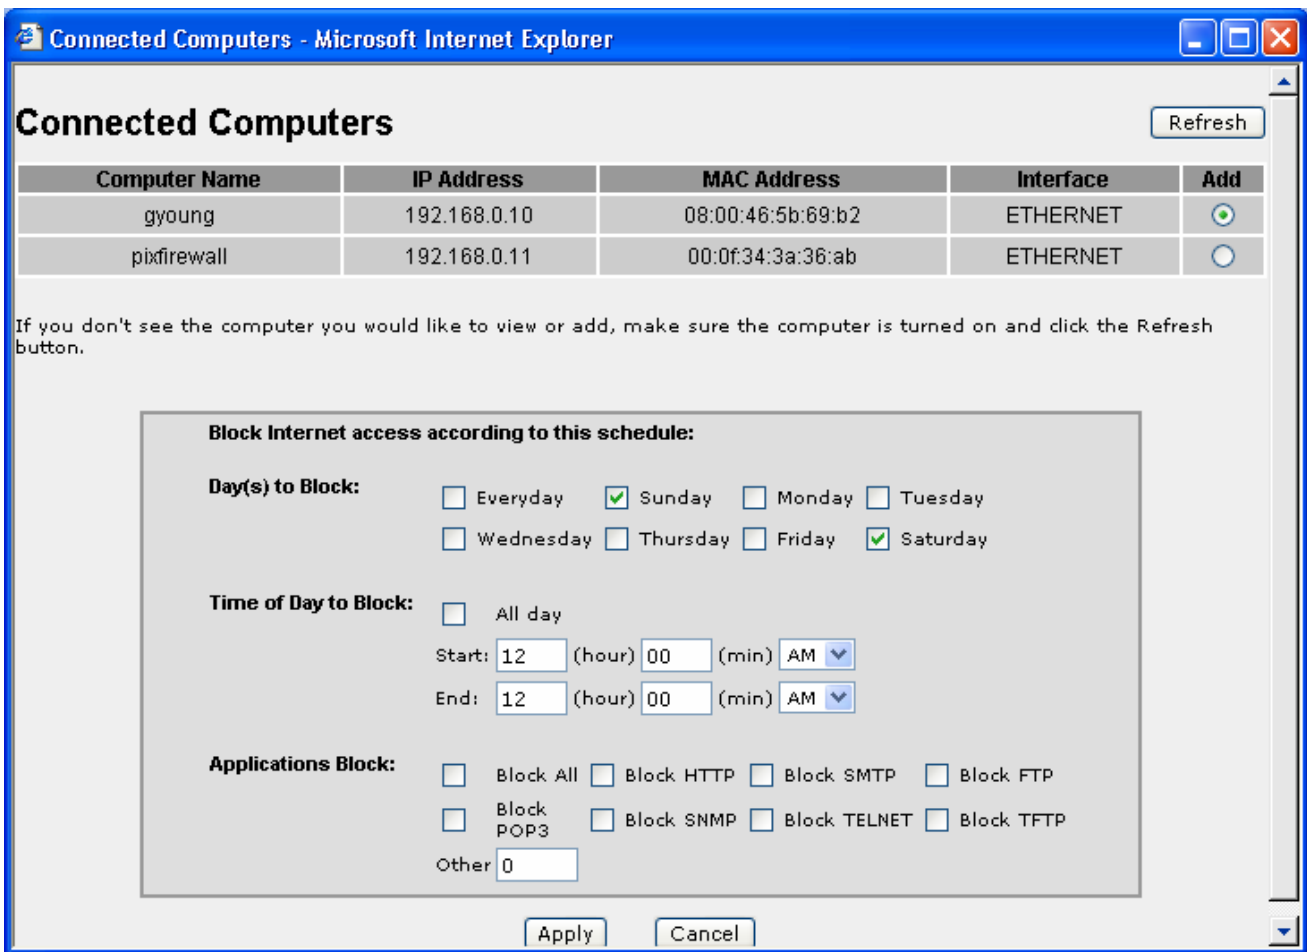 Connected Computers - Microsoft Internet Explorer
Connected Computers
Refresh
Computer Name IP Address MAC Address Interface Add
gyoung 192.168.0.10 08:00:46:5b:69:b2 ETHERNET
pixfirewall 192.168.0.11 00:0f:34:3a:36:ab ETHERNET
If you don't see the computer you would like to view or add, make sure the computer is turned on and click the Refresh
button.
Block Internet access according to this schedule:
Day(s) to Block: Everyday Sunday Monday Tuesday
Wednesday Thursday Friday Saturday
Time of Day to Block: All day
Start: 12 (hour) 00 (min) AM
End: 12 (hour) 00 (min) AM
Applications Block: Block All Block HTTP Block SMTP Block FTP
Block POP3 Block SNMP Block TELNET Block TFTP
Other 0
Apply Cancel